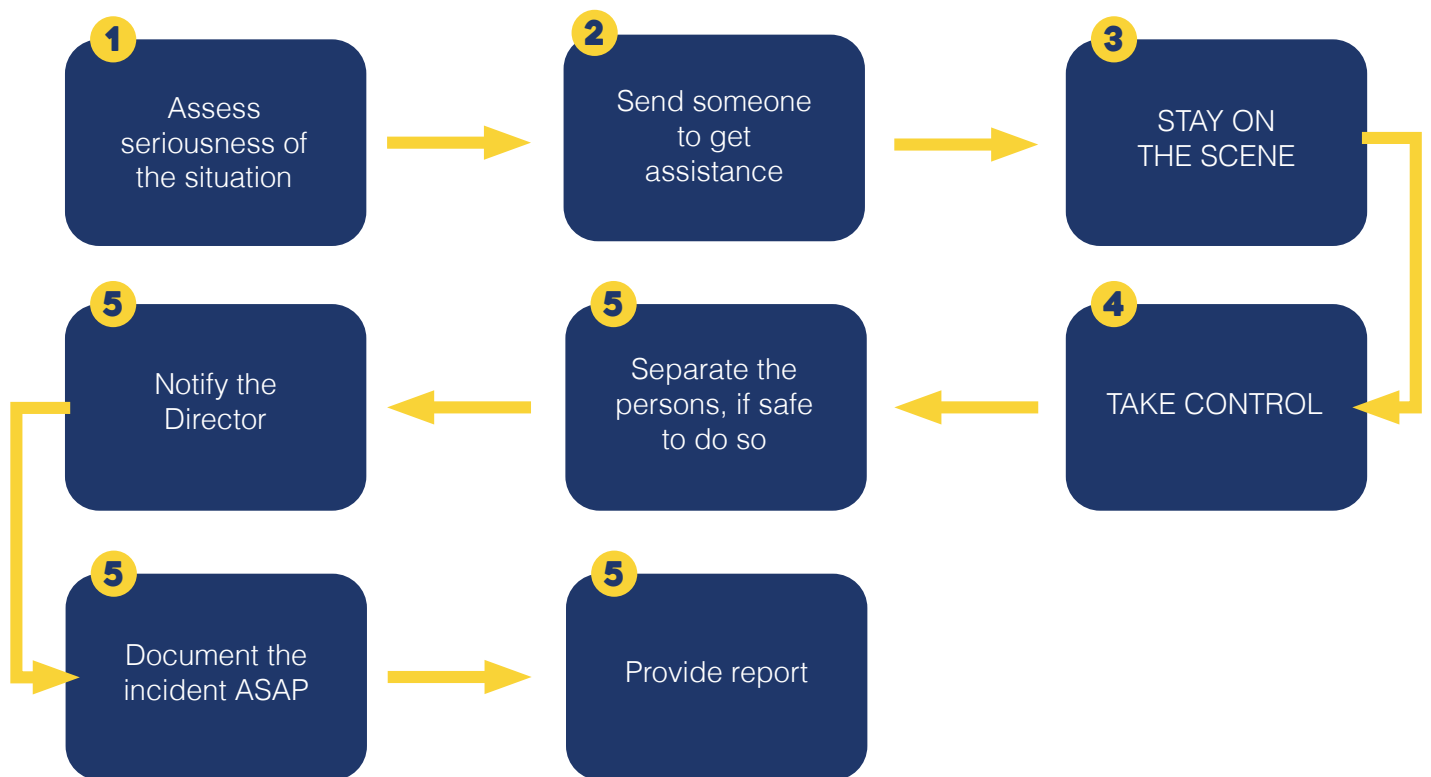 1
Assess
seriousness of
the situation
2
Send someone
to get
assistance
3
STAY ON
THE SCENE
4
TAKE CONTROL
5
Separate the
persons, if safe
to do so
5
Notify the
Director
5
Document the
incident ASAP
5
Provide report